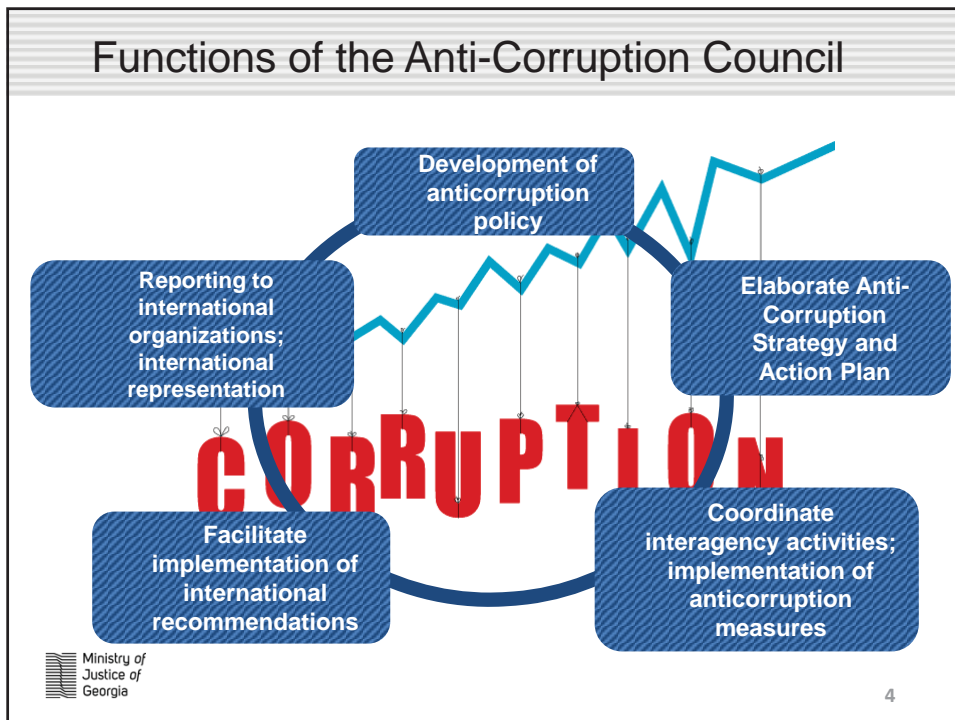 Functions of the Anti-Corruption Council
Development of
anticorruption
policy
Reporting to
international
organizations;
international
representation
Elaborate Anti-
Corruption
Strategy and
Action Plan
CORRUPTION
Facilitate
implementation of
international
recommendations
Coordinate
interagency activities;
implementation of
anticorruption
measures
Ministry of
Justice of
Georgia
4